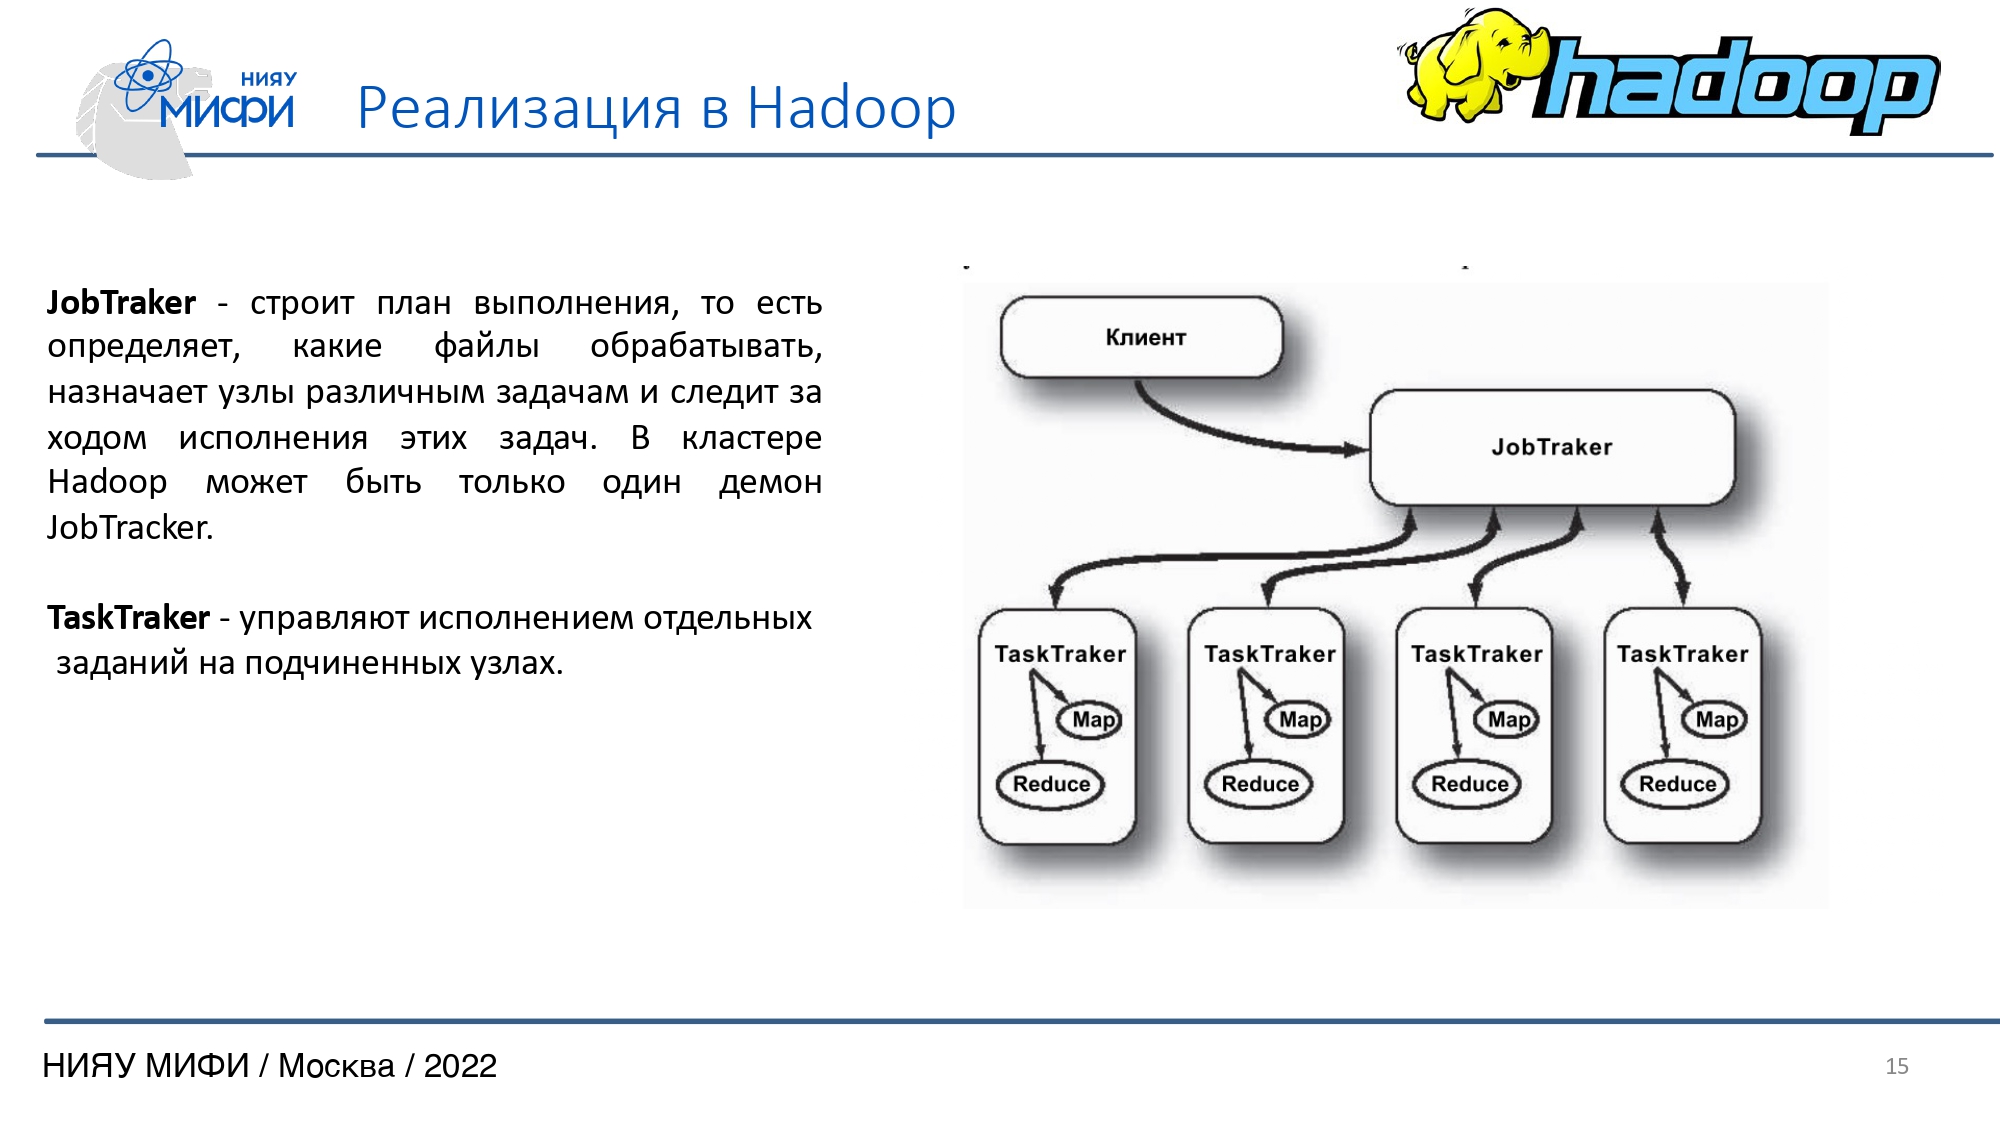 НИЯУ
МИФИ
Реализация в Hadoop
hadoop
JobTraker - строит план выполнения, то есть
определяет, какие файлы обрабатывать,
назначает узлы различным задачам и следит за
ходом исполнения этих задач. В кластере
Hadoop может быть только один демон
JobTracker.
TaskTraker - управляют исполнением отдельных
заданий на подчиненных узлах.
Клиент
JobTraker
TaskTraker TaskTraker TaskTraker TaskTraker
Map Map Map Map
Reduce Reduce Reduce Reduce
НИЯУ МИФИ / Москва / 2022
15